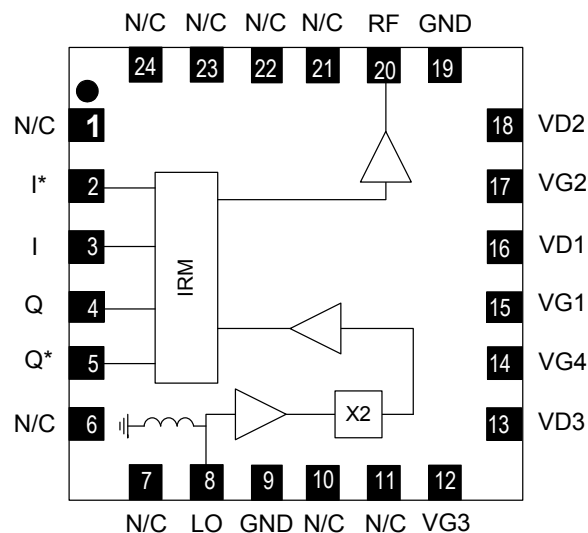 N/C N/C N/C N/C RF GND
24 23 22 21 20 19
N/C 1 18 VD2
I* 2 17 VG2
I 3 IRM 16 VD1
Q 4 15 VG1
Q* 5 14 VG4
N/C 6 X2 13 VD3
7 8 9 10 11 12
N/C LO GND N/C N/C VG3